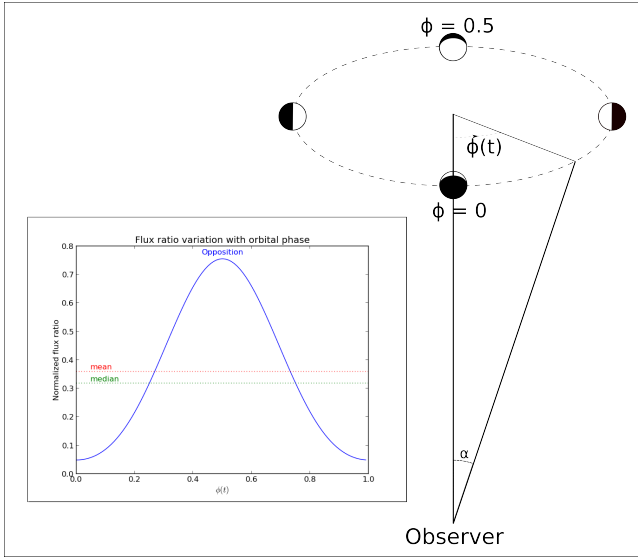 ϕ = 0.5
ϕ(t)
ϕ = 0
Flux ratio variation with orbital phase
Opposition
Normalized flux ratio
0.8
0.7
0.6
0.5
0.4
0.3
0.2
0.1
0.0
mean
median
0.0 0.2 0.4 0.6 0.8 1.0
ϕ(t)
α
Observer